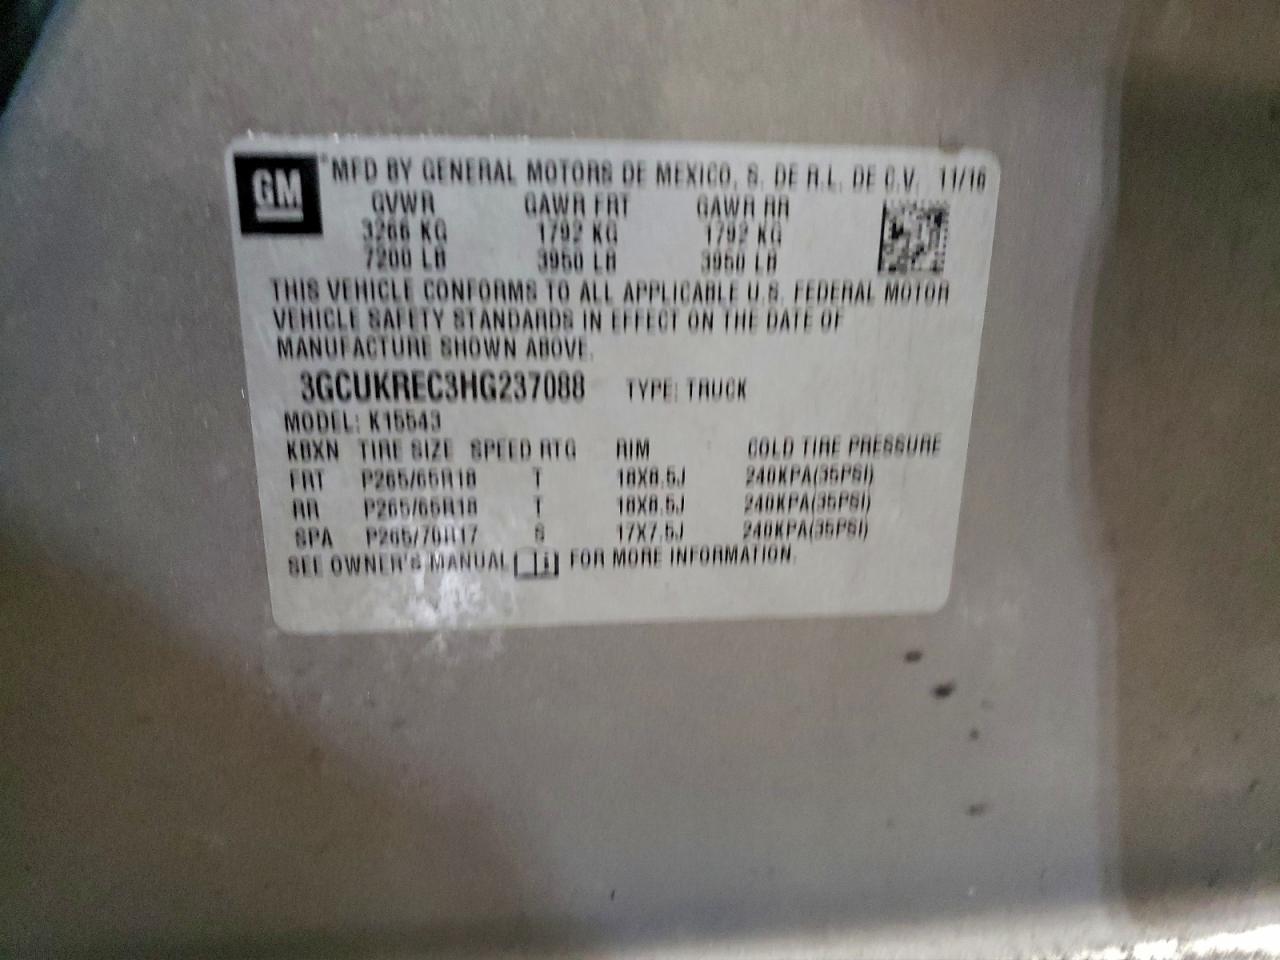 GM MFD BY GENERAL MOTORS DE MEXICO, S. DE R.L. DE C.V. 11/16
GVWR GAWR FRT GAWR RR
3266 KG 1792 KG 1792 KG
7200 LB 3950 LB 3950 LB
THIS VEHICLE CONFORMS TO ALL APPLICABLE U.S. FEDERAL MOTOR
VEHICLE SAFETY STANDARDS IN EFFECT ON THE DATE OF
MANUFACTURE SHOWN ABOVE.
3GCUKREC3HG237088 TYPE: TRUCK
MODEL: K15543
KBXN TIRE SIZE SPEED RTG RIM COLD TIRE PRESSURE
FRT P265/65R18 T 18X8.5J 240KPA(35PSI)
RR P265/65R18 T 18X8.5J 240KPA(35PSI)
SPA P265/70R17 S 17X7.5J 240KPA(35PSI)
SEE OWNER'S MANUAL FOR MORE INFORMATION.